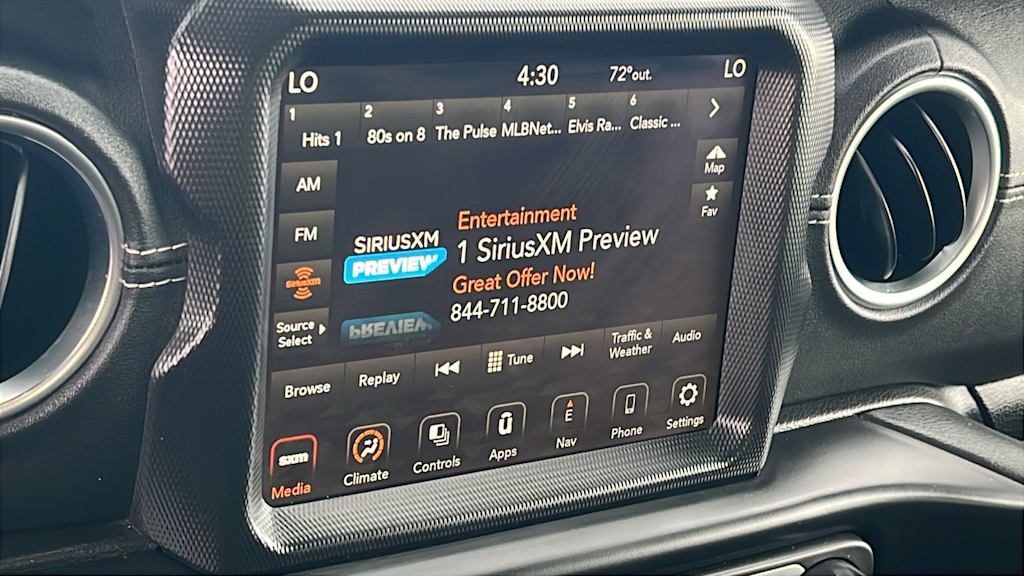 LO 4:30 72°out. LO
1 2 3 4 5 6
Hits 1 80s on 8 The Pulse MLBNet... Elvis Ra... Classic ...
AM
FM
SiriusXM
Source
Select
Map
Fav
SIRIUSXM
PREVIEW
Entertainment
1 SiriusXM Preview
Great Offer Now!
844-711-8800
PREVIEW
Browse Replay Tune Traffic &
Weather Audio
sxm E
Media Climate Controls Apps Nav Phone Settings